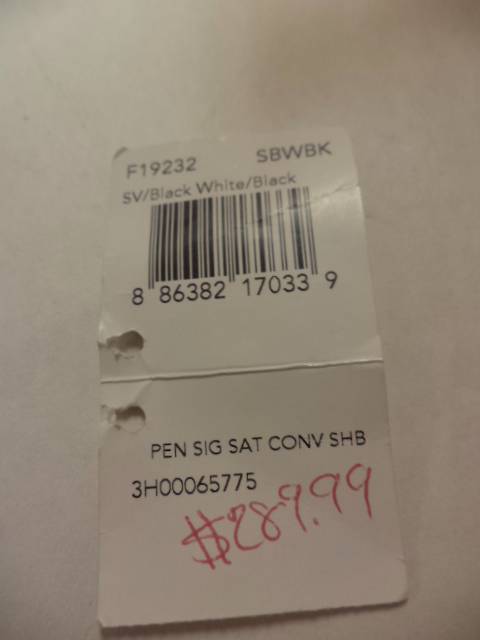 F19232 SBWBK
SV/Black White/Black
8 86382 17033 9
PEN SIG SAT CONV SHB
3H00065775
$289.99